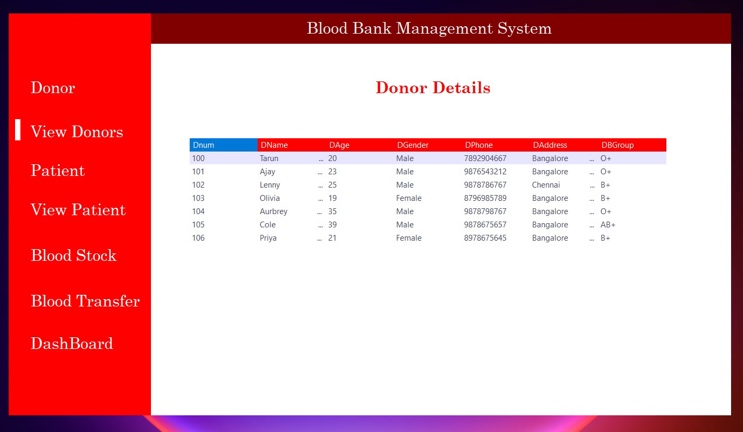 Blood Bank Management System
Donor
View Donors
Patient
View Patient
Blood Stock
Blood Transfer
DashBoard
Donor Details
Dnum DName DAge DGender DPhone DAddress DBGroup
100 Tarun ... 20 Male 7892904667 Bangalore ... O+
101 Ajay ... 23 Male 9876543212 Bangalore ... O+
102 Lenny ... 25 Male 9878786767 Chennai ... B+
103 Olivia ... 19 Female 8796985789 Bangalore ... B+
104 Aurbrey ... 35 Male 9878798767 Bangalore ... O+
105 Cole ... 39 Male 9878675657 Bangalore ... AB+
106 Priya ... 21 Female 8978675645 Bangalore ... B+